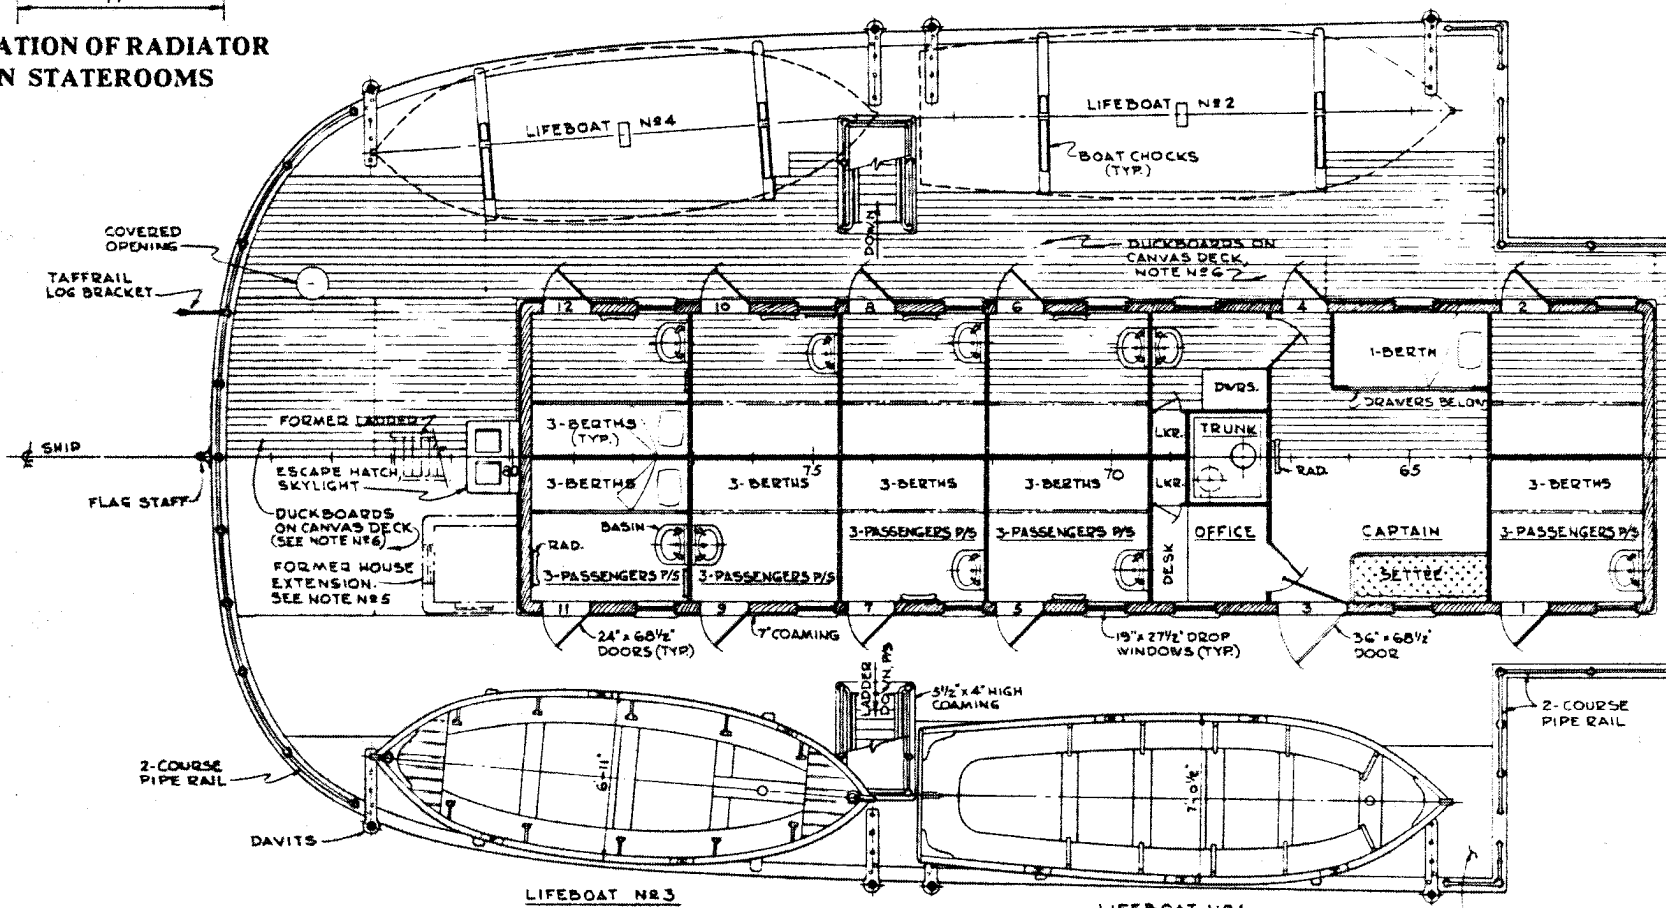 ATION OF RADIATOR
N STATEROOMS
LIFEBOAT Nº4
LIFEBOAT Nº2
BOAT CHOCKS
(TYP.)
COVERED
OPENING
TAFFRAIL
LOG BRACKET
DOWN
DUCKBOARDS ON
CANVAS DECK,
NOTE Nº6
12
10
8
6
4
2
1-BERTH
DWRS.
DRAWERS BELOW
FORMER LADDER
3-BERTHS
(TYP.)
LKR.
TRUNK
SHIP
80
75
70
65
RAD.
ESCAPE HATCH
SKYLIGHT
FLAG STAFF
3-BERTHS
3-BERTHS
3-BERTHS
3-BERTHS
LKR.
3-BERTHS
DUCKBOARDS
ON CANVAS DECK
(SEE NOTE Nº6)
BASIN
3-PASSENGERS P/S
3-PASSENGERS P/S
DESK
OFFICE
CAPTAIN
3-PASSENGERS P/S
RAD.
FORMER HOUSE
EXTENSION.
SEE NOTE Nº5
3-PASSENGERS P/S
3-PASSENGERS P/S
SETTEE
11
9
7
5
3
1
24" x 68½"
DOORS (TYP.)
7" COAMING
19" x 27½" DROP
WINDOWS (TYP.)
36" x 68½"
DOOR
LADDER
DOWN, P/S
5½" x 4" HIGH
COAMING
2-COURSE
PIPE RAIL
2-COURSE
PIPE RAIL
6'-11"
7'-0½"
DAVITS
LIFEBOAT Nº3
LIFEBOAT Nº1